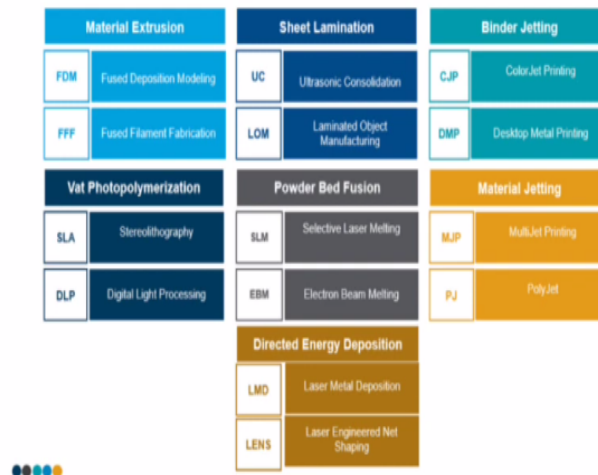 Material Extrusion
FDM Fused Deposition Modeling
FFF Fused Filament Fabrication
Sheet Lamination
UC Ultrasonic Consolidation
LOM Laminated Object
Manufacturing
Binder Jetting
CJP ColorJet Printing
DMP Desktop Metal Printing
Vat Photopolymerization
SLA Stereolithography
DLP Digital Light Processing
Powder Bed Fusion
SLM Selective Laser Melting
EBM Electron Beam Melting
Material Jetting
MJP MultiJet Printing
PJ PolyJet
Directed Energy Deposition
LMD Laser Metal Deposition
LENS Laser Engineered Net
Shaping